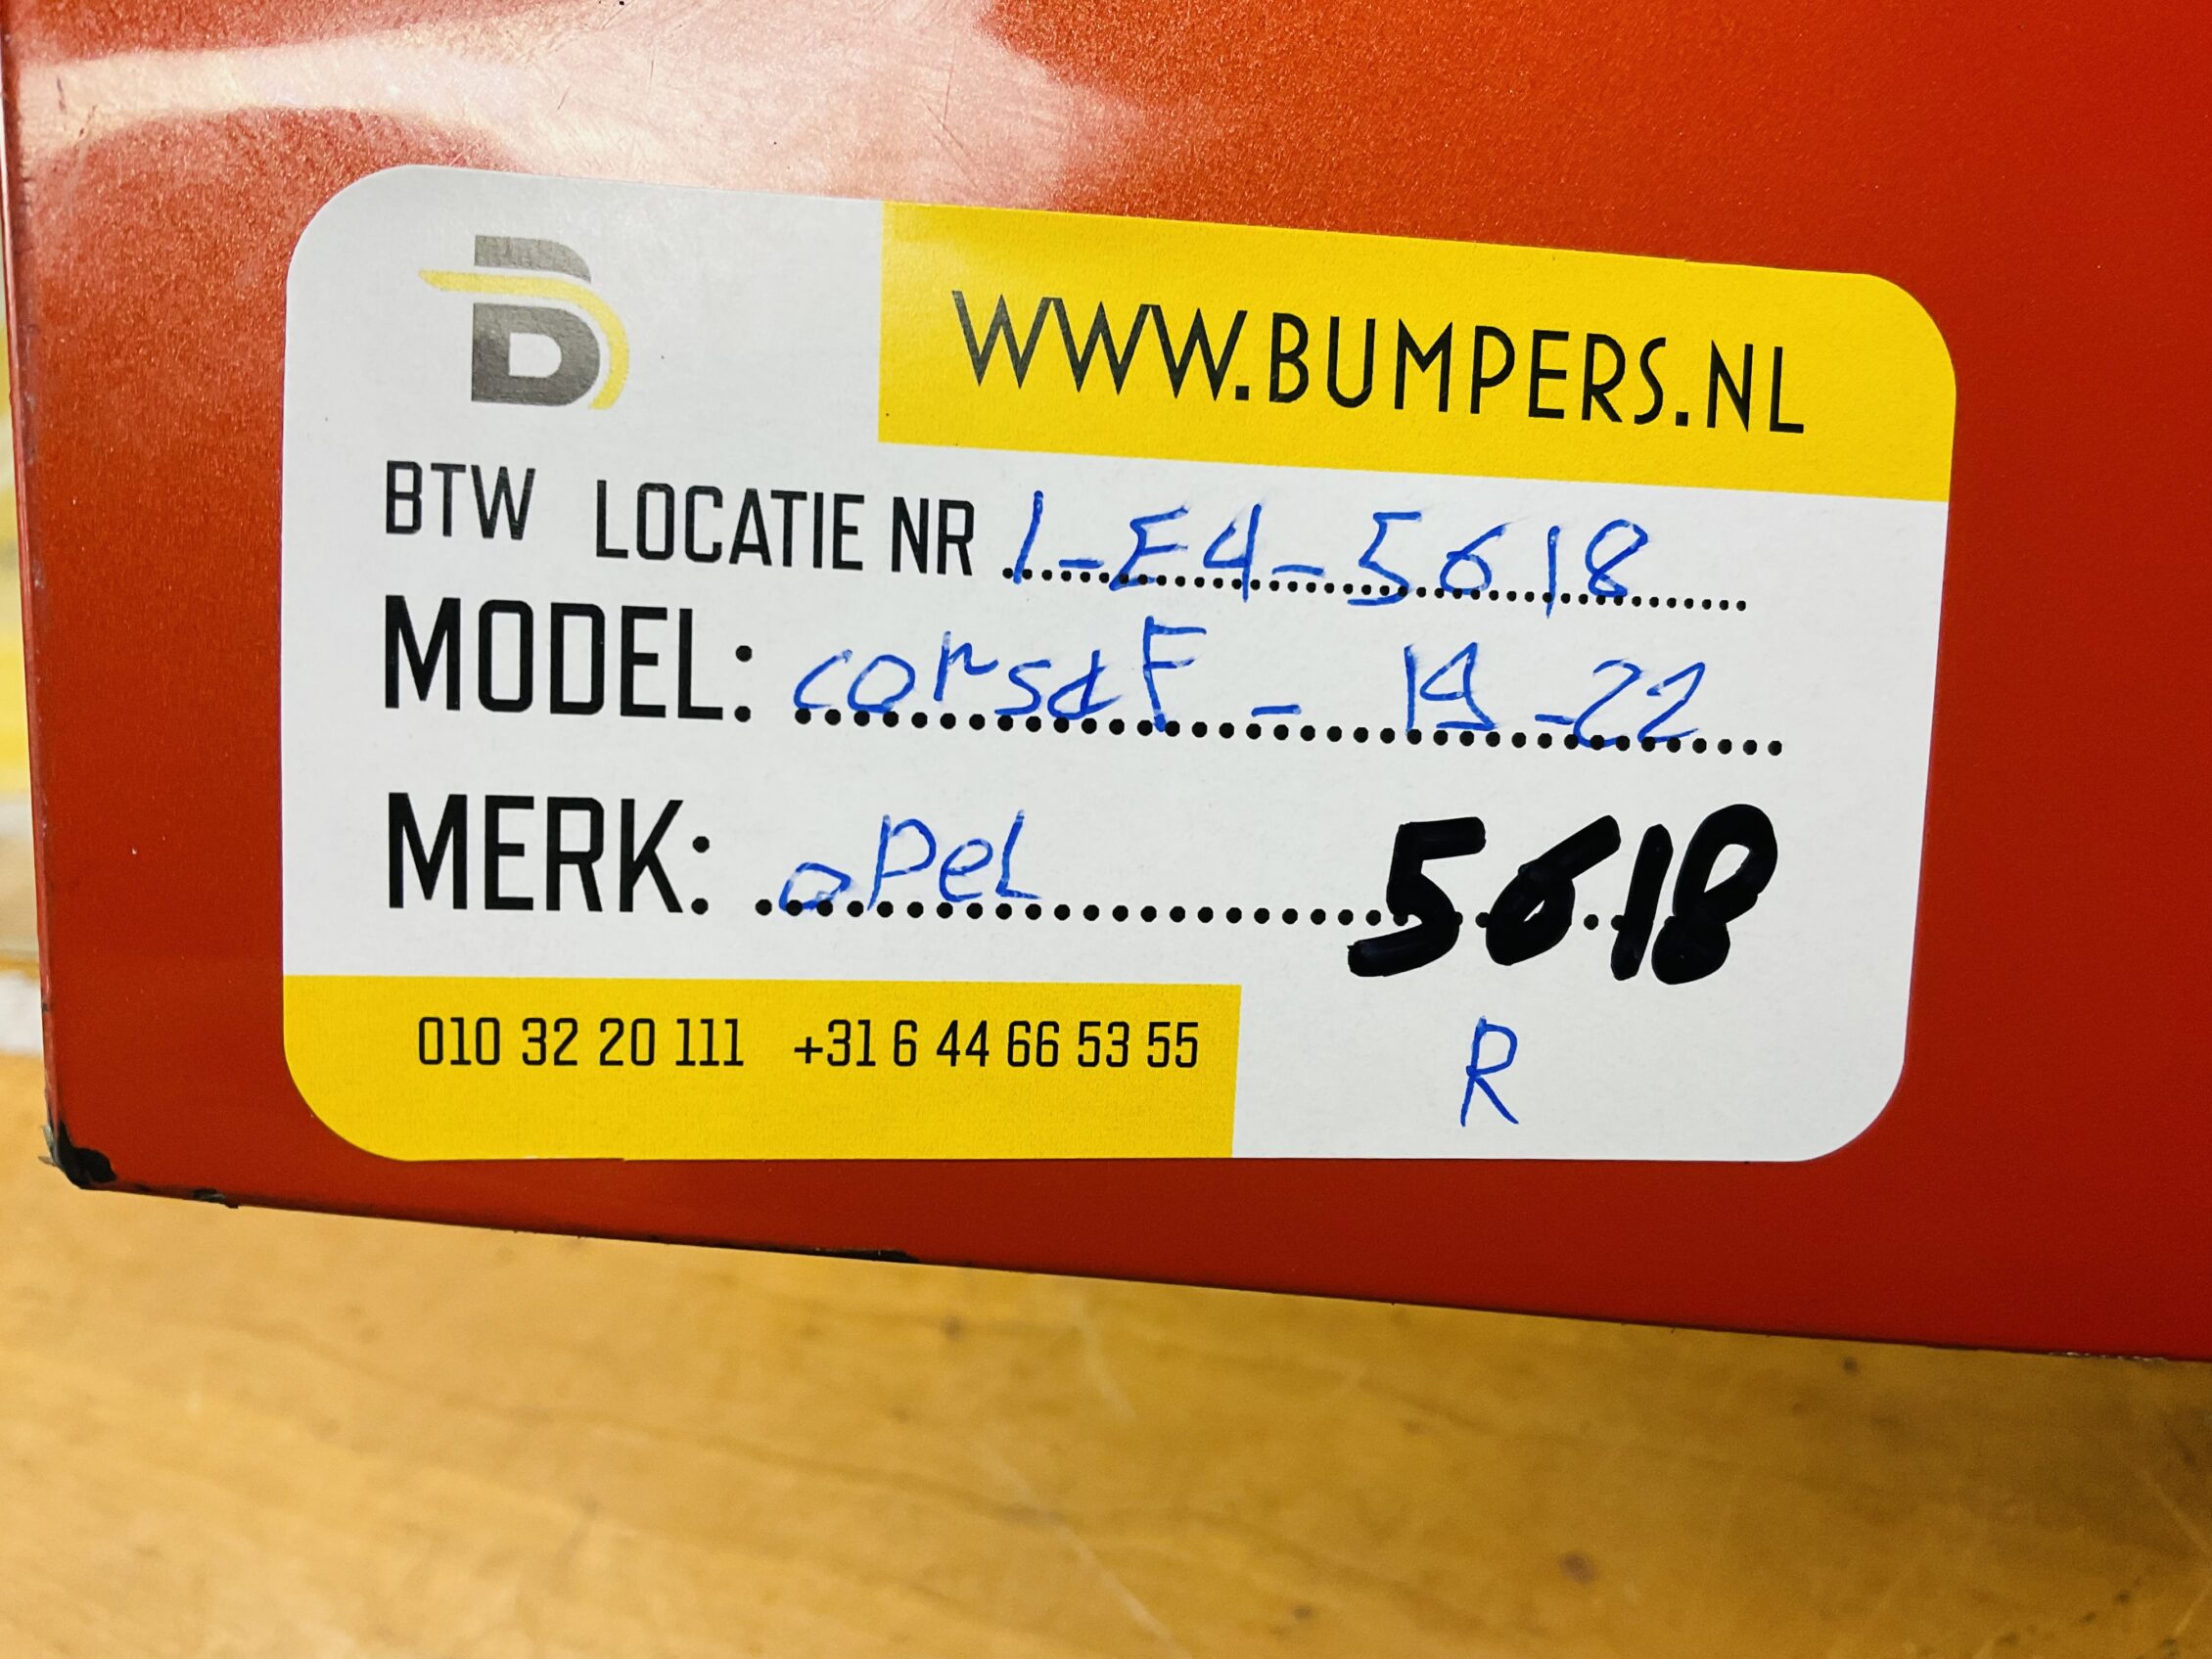 B
WWW.BUMPERS.NL
BTW LOCATIE NR 1-E4-5618
MODEL: corsa F - 19-22
MERK: opeL 5618
010 32 20 111 +31 6 44 66 53 55
R